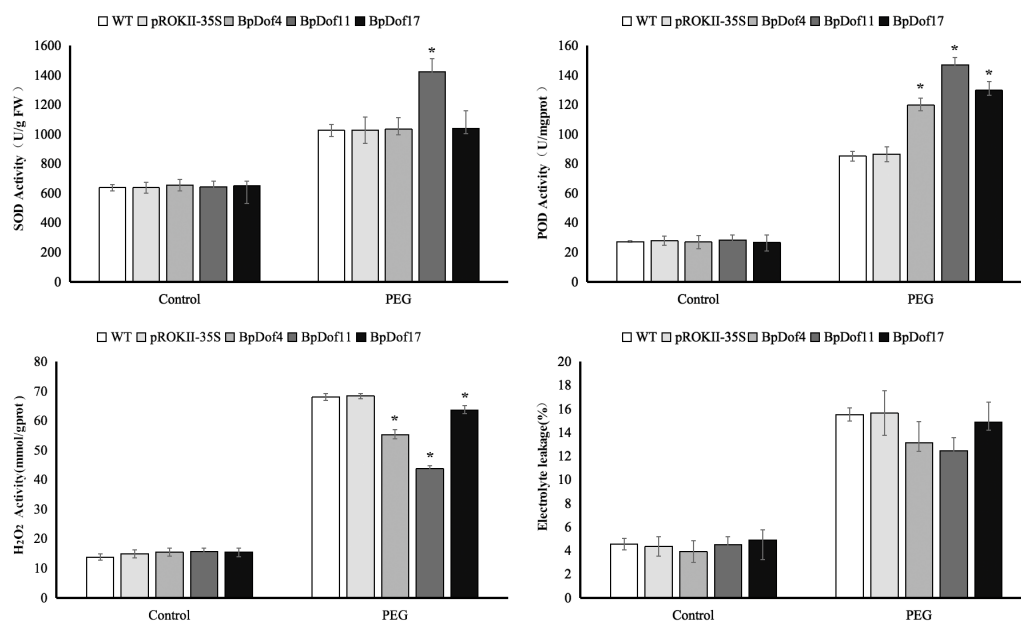 WT pROKII-35S BpDof4 BpDof11 BpDof17
SOD Activity（U/g FW）
1600
1400
1200
1000
800
600
400
200
0
*
Control PEG
WT pROKII-35S BpDof4 BpDof11 BpDof17
POD Activity（U/mgprot）
160
140
120
100
80
60
40
20
0
* * *
Control PEG
WT pROKII-35S BpDof4 BpDof11 BpDof17
H₂O₂ Activity(mmol/gprot)
80
70
60
50
40
30
20
10
0
* * *
Control PEG
WT pROKII-35S BpDof4 BpDof11 BpDof17
Electrolyte leakage(%)
20
18
16
14
12
10
8
6
4
2
0
Control PEG